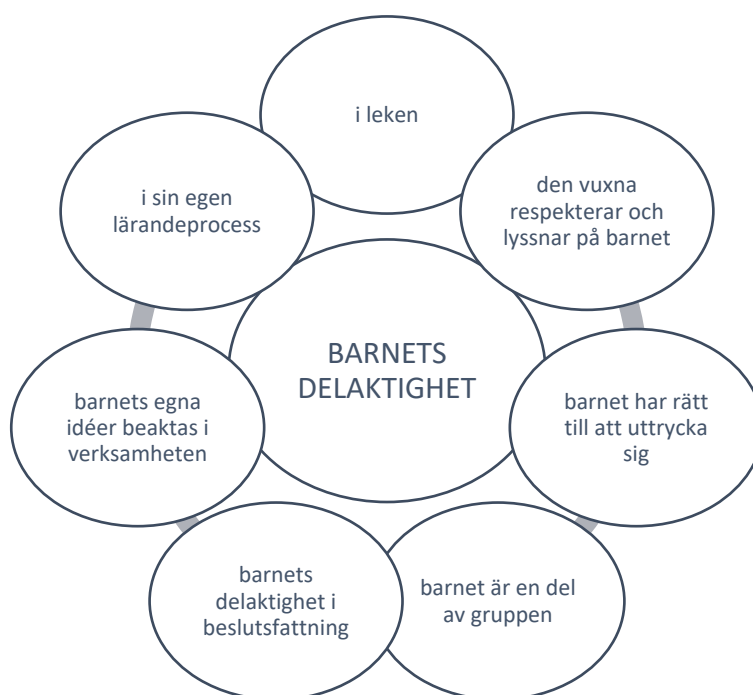 i leken
den vuxna
respekterar och
lyssnar på barnet
barnet har rätt
till att uttrycka
sig
barnet är en del
av gruppen
barnets
delaktighet i
beslutsfattning
barnets egna
idéer beaktas i
verksamheten
i sin egen
lärandeprocess
BARNETS
DELAKTIGHET